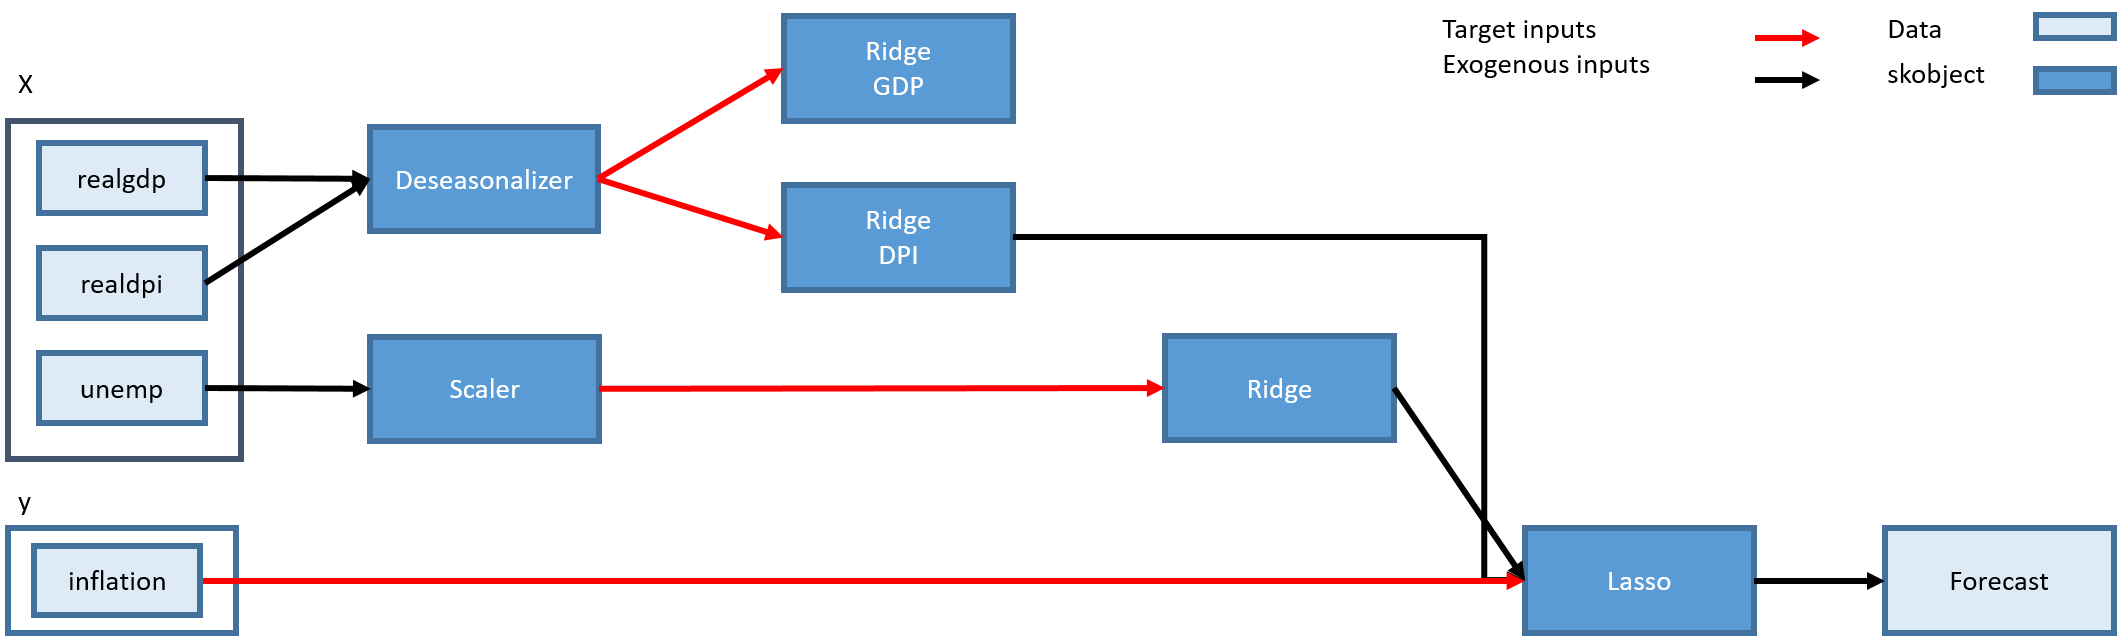 Target inputs
Exogenous inputs
Data
skobject
X
realgdp
realdpi
unemp
Deseasonalizer
Scaler
Ridge
GDP
Ridge
DPI
Ridge
y
inflation
Lasso
Forecast